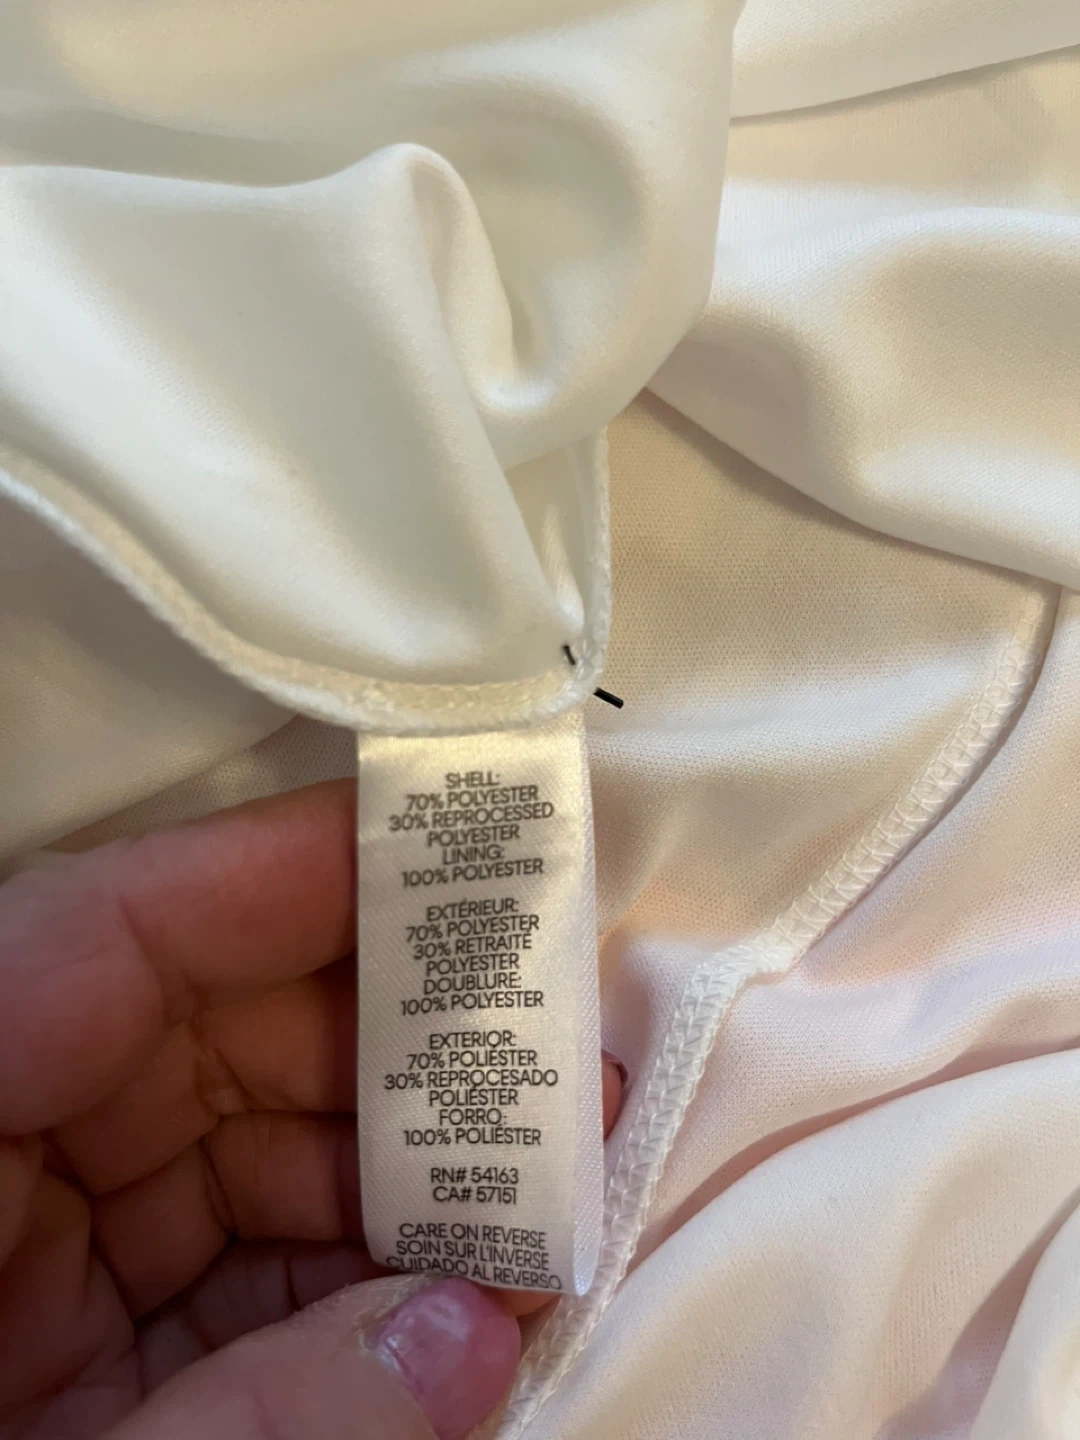 SHELL:
70% POLYESTER
30% REPROCESSED
POLYESTER
LINING:
100% POLYESTER
EXTÉRIEUR:
70% POLYESTER
30% RETRAITÉ
POLYESTER
DOUBLURE:
100% POLYESTER
EXTERIOR:
70% POLIÉSTER
30% REPROCESADO
POLIÉSTER
FORRO:
100% POLIÉSTER
RN# 54163
CA# 57151
CARE ON REVERSE
SOIN SUR L'INVERSE
CUIDADO AL REVERSO